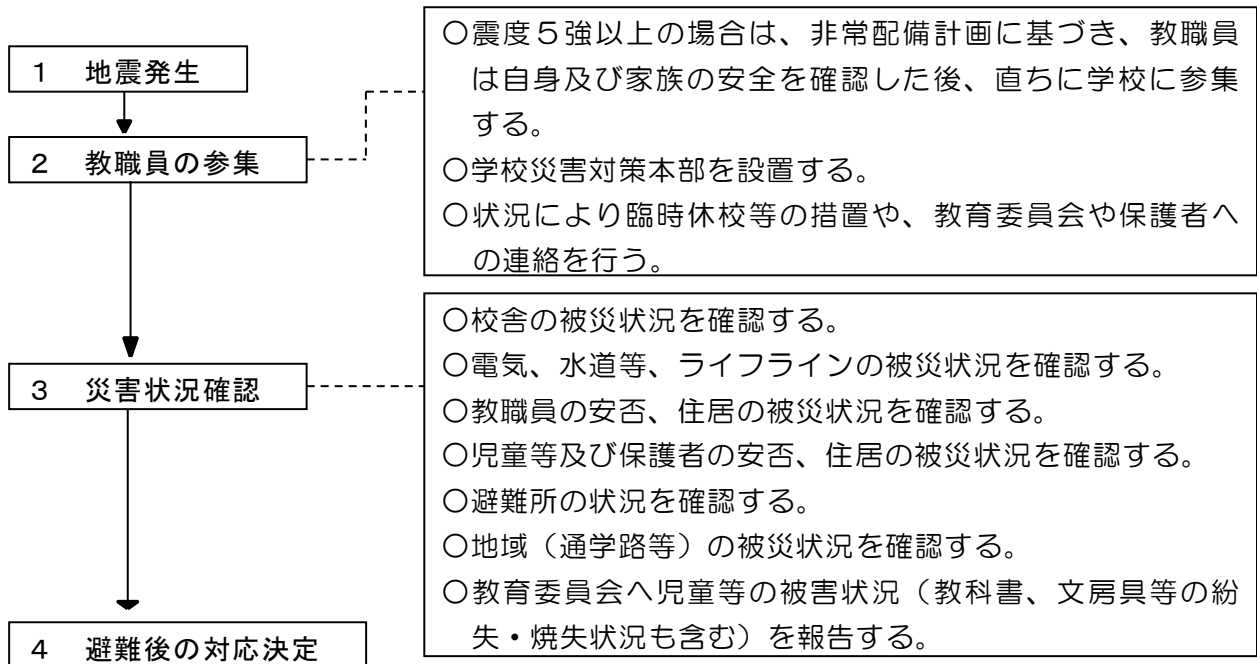 １　地震発生
２　教職員の参集
○震度５強以上の場合は、非常配備計画に基づき、教職員
は自身及び家族の安全を確認した後、直ちに学校に参集
する。
○学校災害対策本部を設置する。
○状況により臨時休校等の措置や、教育委員会や保護者へ
の連絡を行う。
３　災害状況確認
○校舎の被災状況を確認する。
○電気、水道等、ライフラインの被災状況を確認する。
○教職員の安否、住居の被災状況を確認する。
○児童等及び保護者の安否、住居の被災状況を確認する。
○避難所の状況を確認する。
○地域（通学路等）の被災状況を確認する。
○教育委員会へ児童等の被害状況（教科書、文房具等の紛
失・焼失状況も含む）を報告する。
４　避難後の対応決定